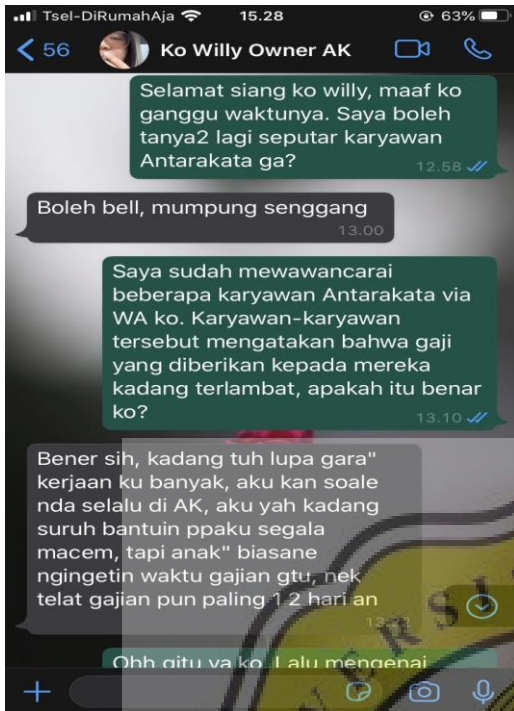 Tsel-DiRumahAja 15.28 63%
56 Ko Willy Owner AK
Selamat siang ko willy, maaf ko
ganggu waktunya. Saya boleh
tanya2 lagi seputar karyawan
Antarakata ga?
12.58
Boleh bell, mumpung senggang
13.00
Saya sudah mewawancarai
beberapa karyawan Antarakata via
WA ko. Karyawan-karyawan
tersebut mengatakan bahwa gaji
yang diberikan kepada mereka
kadang terlambat, apakah itu benar
ko?
13.10
Bener sih, kadang tuh lupa gara"
kerjaan ku banyak, aku kan soale
nda selalu di AK, aku yah kadang
suruh bantuin ppaku segala
macem, tapi anak" biasane
ngingetin waktu gajian gtu, nek
telat gajian pun paling 1 2 hari an
Ohh gitu ya ko. Lalu mengenai
E R S I